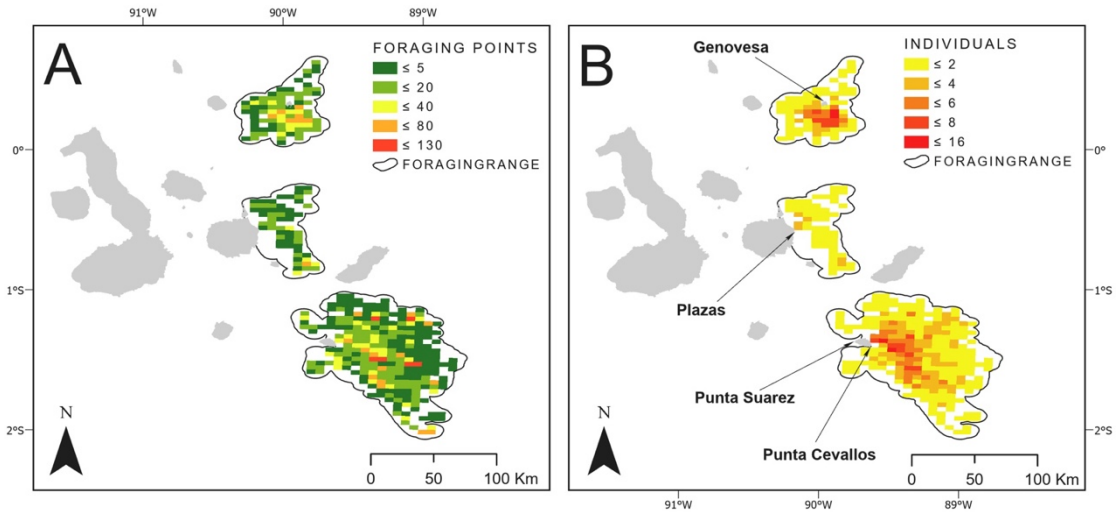 91°W 90°W 89°W
A
FORAGING POINTS
≤ 5
≤ 20
≤ 40
≤ 80
≤ 130
FORAGINGRANGE
0°
1°S
2°S
N
0 50 100 Km
B
Genovesa
INDIVIDUALS
≤ 2
≤ 4
≤ 6
≤ 8
≤ 16
FORAGINGRANGE
0°
Plazas
1°S
Punta Suarez
Punta Cevallos
2°S
N
0 50 100 Km
91°W 90°W 89°W